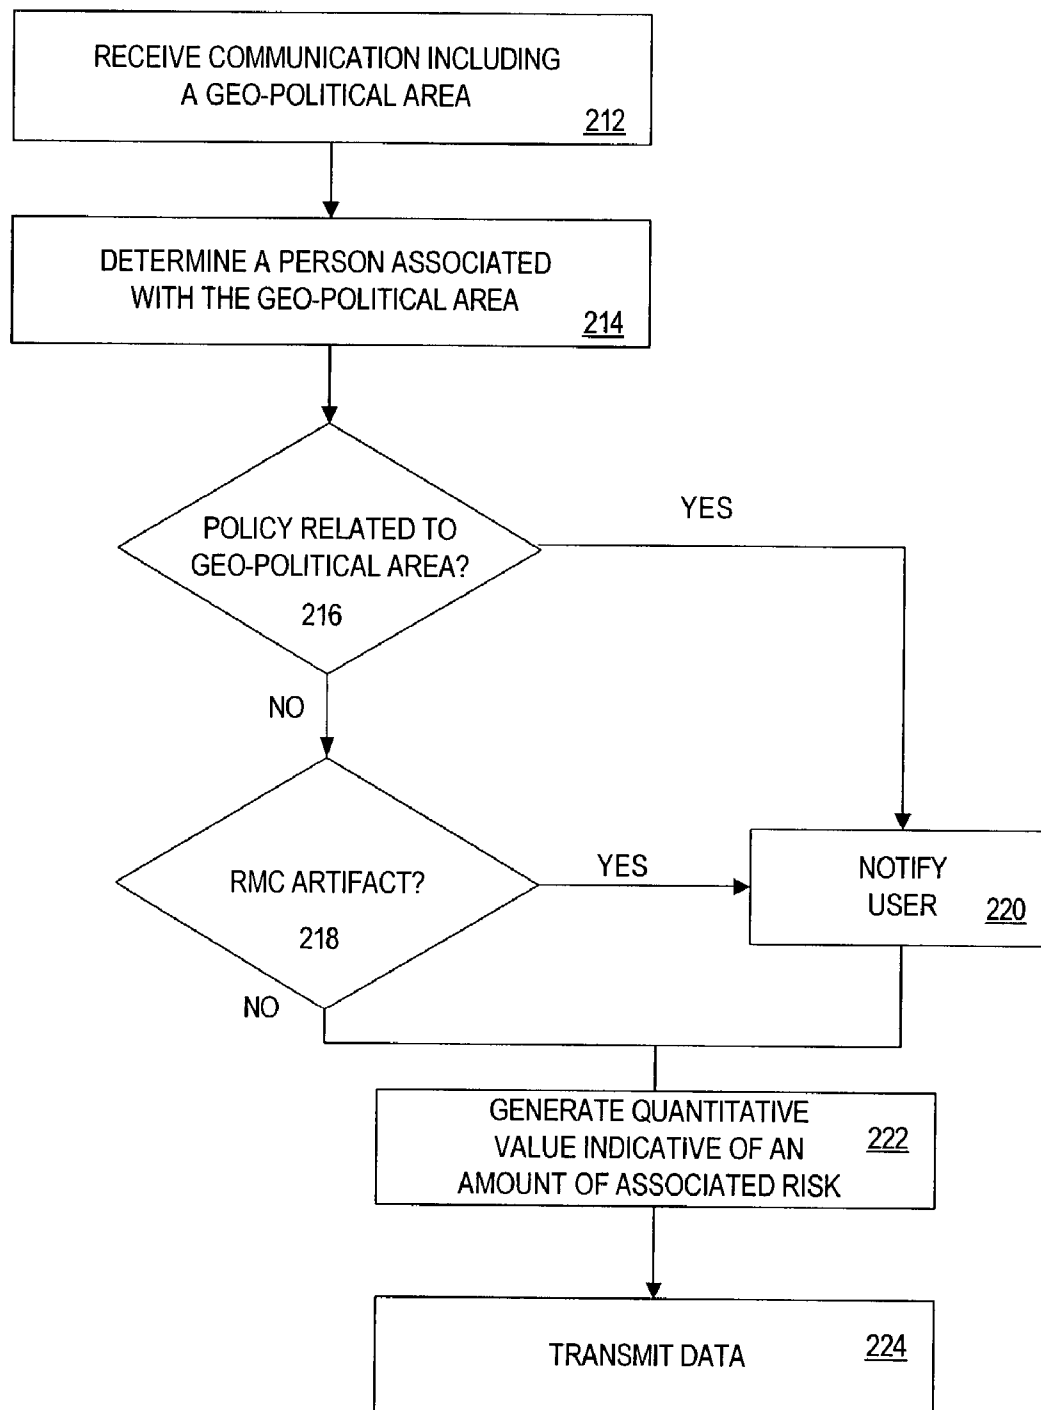 RECEIVE COMMUNICATION INCLUDING
A GEO-POLITICAL AREA
212
DETERMINE A PERSON ASSOCIATED
WITH THE GEO-POLITICAL AREA
214
POLICY RELATED TO
GEO-POLITICAL AREA?
216
YES
NO
RMC ARTIFACT?
218
YES
NO
NOTIFY
USER
220
GENERATE QUANTITATIVE
VALUE INDICATIVE OF AN
AMOUNT OF ASSOCIATED RISK
222
TRANSMIT DATA
224